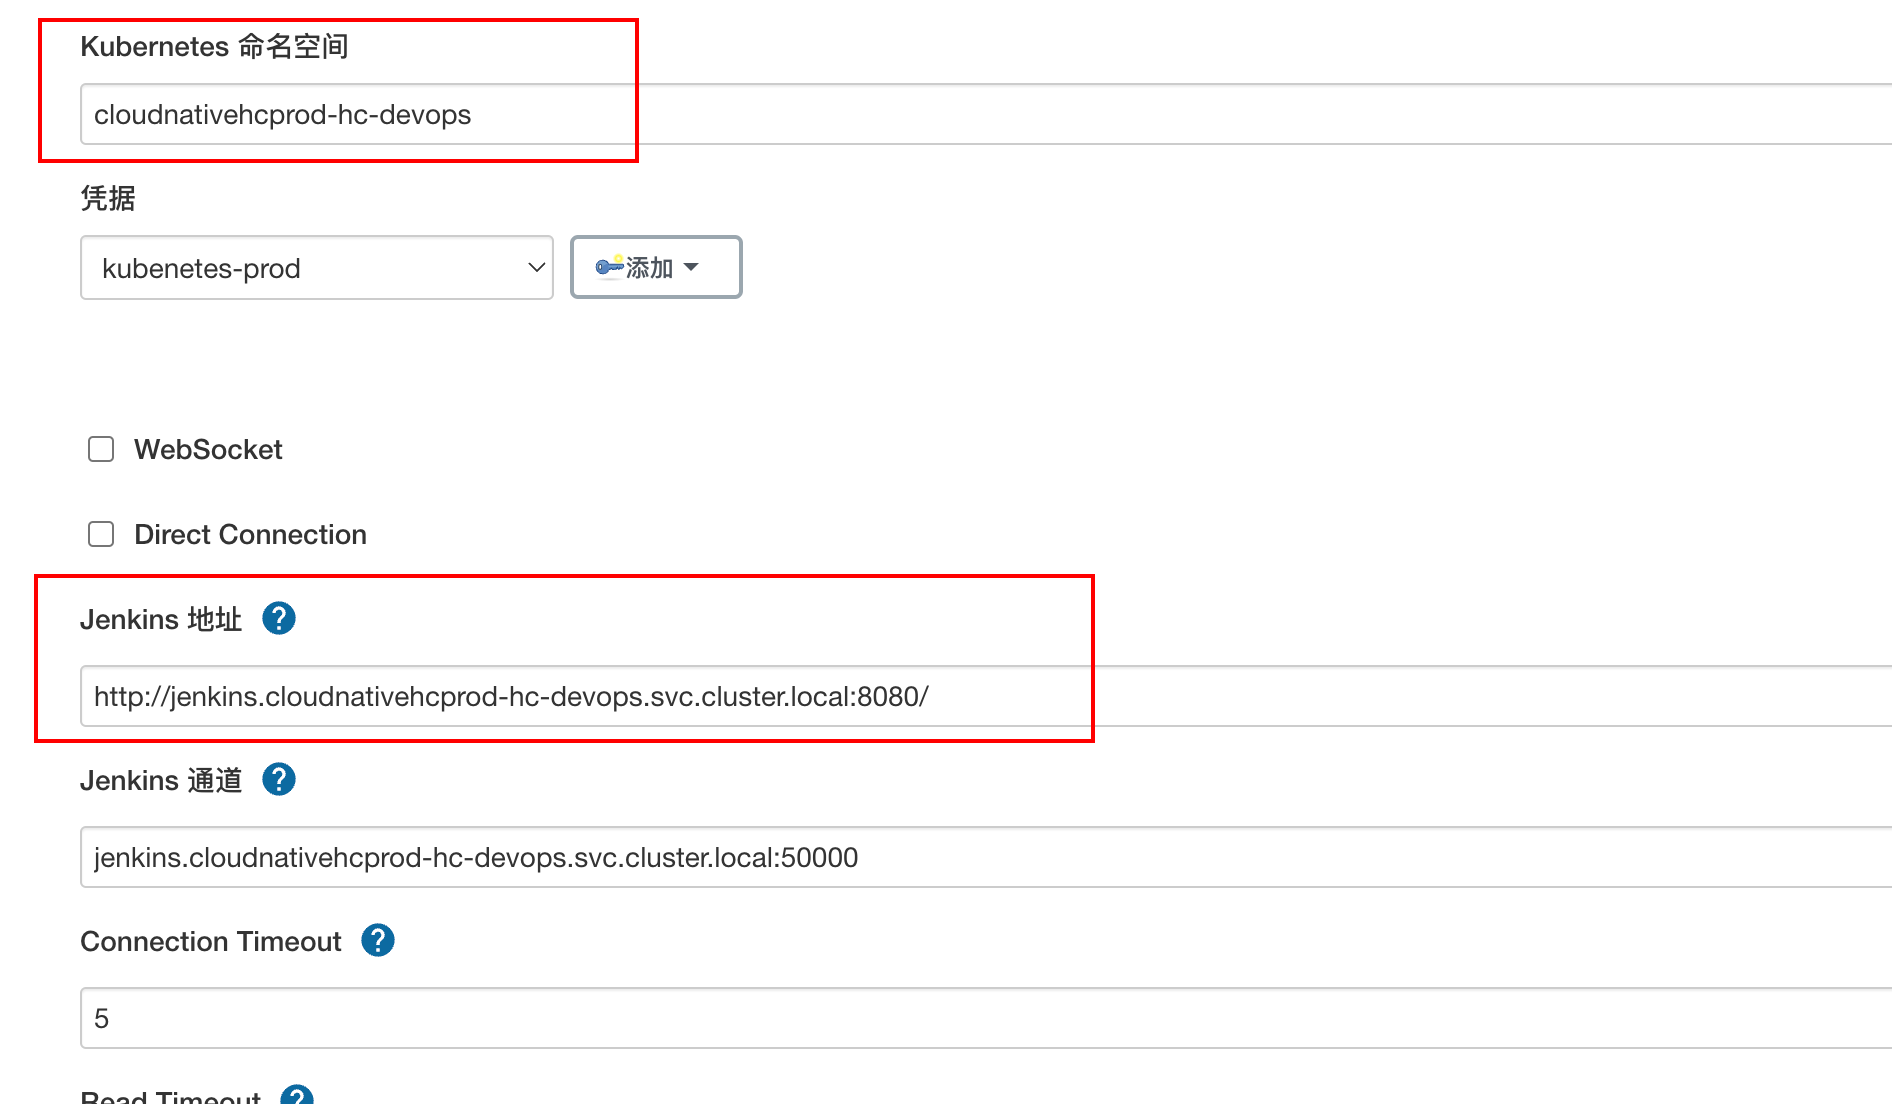 Kubernetes 命名空间
cloudnativehcprod-hc-devops
凭据
kubenetes-prod
添加
WebSocket
Direct Connection
Jenkins 地址
http://jenkins.cloudnativehcprod-hc-devops.svc.cluster.local:8080/
Jenkins 通道
jenkins.cloudnativehcprod-hc-devops.svc.cluster.local:50000
Connection Timeout
5
Read Timeout